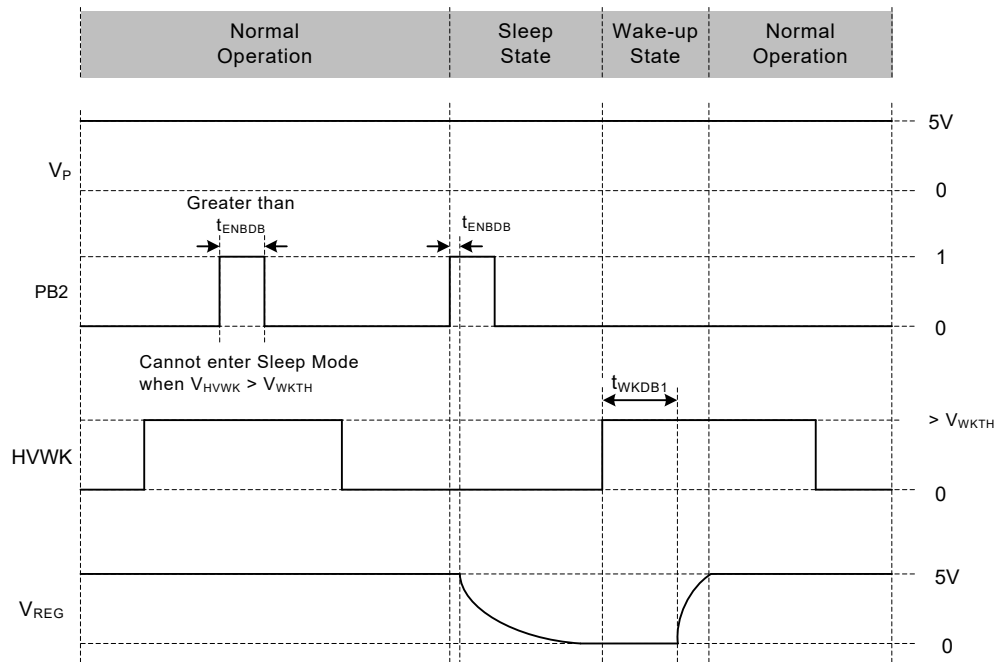 Normal
Operation
Sleep
State
Wake-up
State
Normal
Operation
5V
VP
0
Greater than
tENBDB
tENBDB
1
PB2
0
Cannot enter Sleep Mode
when VHVWK > VWKTH
tWKDB1
> VWKTH
HVWK
0
5V
VREG
0